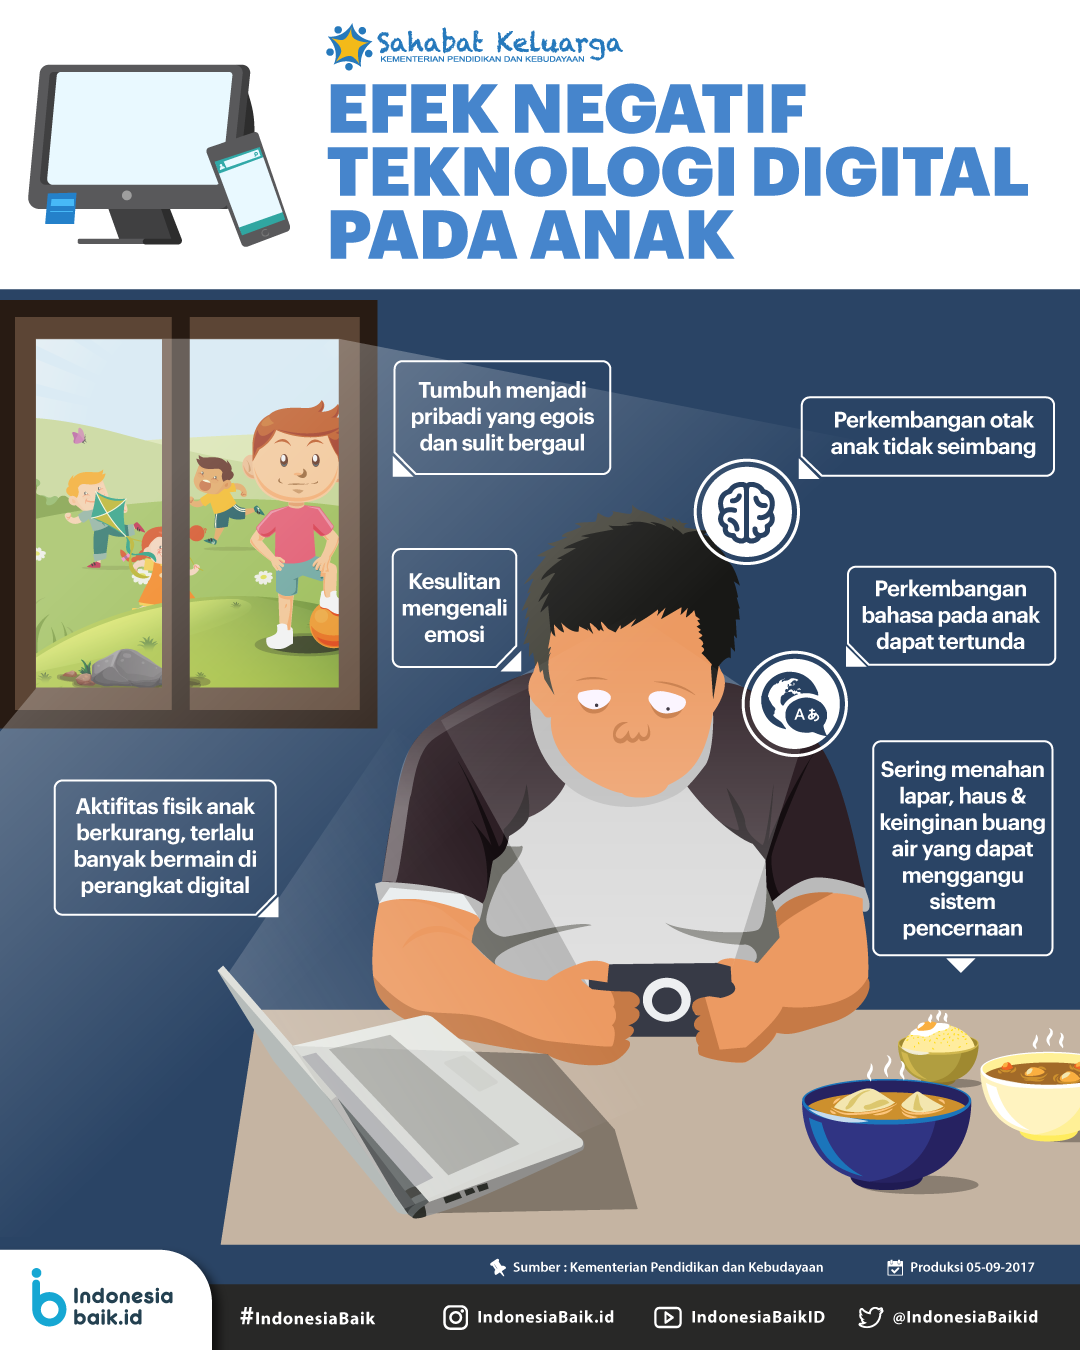 Sahabat Keluarga
KEMENTERIAN PENDIDIKAN DAN KEBUDAYAAN
EFEK NEGATIF
TEKNOLOGI DIGITAL
PADA ANAK
Tumbuh menjadi
pribadi yang egois
dan sulit bergaul
Perkembangan otak
anak tidak seimbang
Kesulitan
mengenali
emosi
Perkembangan
bahasa pada anak
dapat tertunda
A あ
Sering menahan
lapar, haus &
keinginan buang
air yang dapat
menggangu
sistem
pencernaan
Aktifitas fisik anak
berkurang, terlalu
banyak bermain di
perangkat digital
Sumber : Kementerian Pendidikan dan Kebudayaan
Produksi 05-09-2017
Indonesia
baik.id
#IndonesiaBaik
IndonesiaBaik.id
IndonesiaBaikID
@IndonesiaBaikid